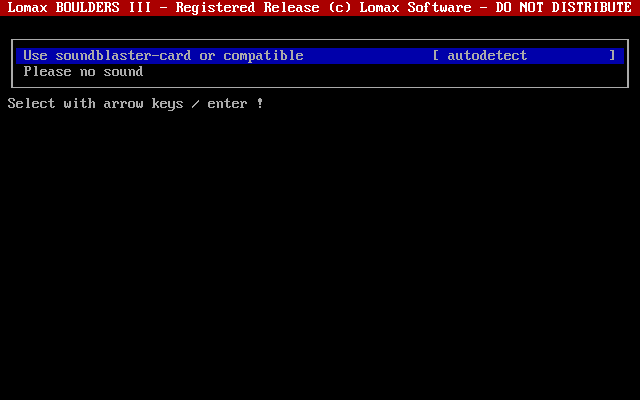 Lomax BOULDERS III - Registered Release (c) Lomax Software - DO NOT DISTRIBUTE
Use soundblaster-card or compatible [ autodetect ]
Please no sound
Select with arrow keys / enter !